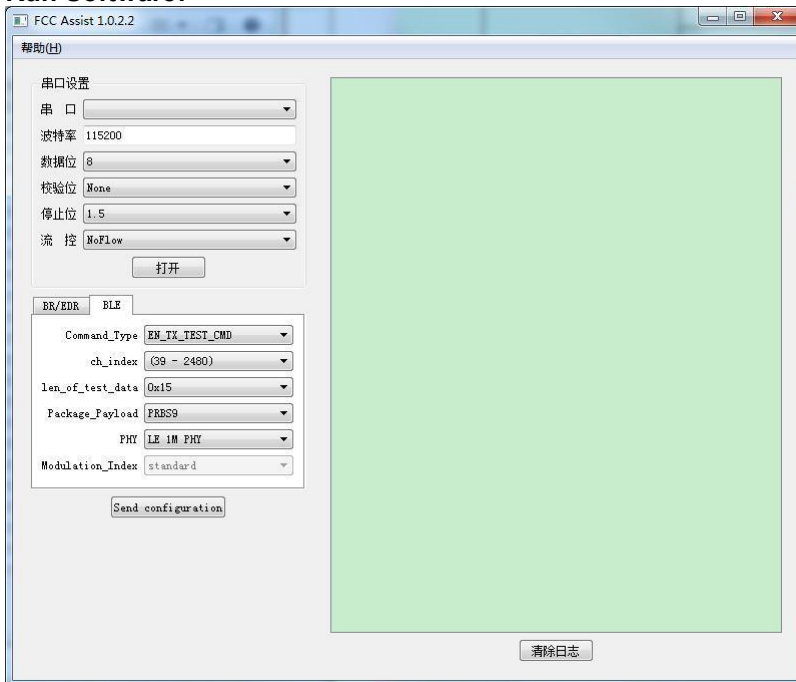 FCC Assist 1.0.2.2
帮助(H)
串口设置
串 口
波特率 115200
数据位 8
校验位 None
停止位 1.5
流 控 NoFlow
打开
BR/EDR BLE
Command_Type EN_TX_TEST_CMD
ch_index (39 - 2480)
len_of_test_data 0x15
Package_Payload PRBS9
PHY LE 1M PHY
Modulation_Index standard
Send configuration
清除日志